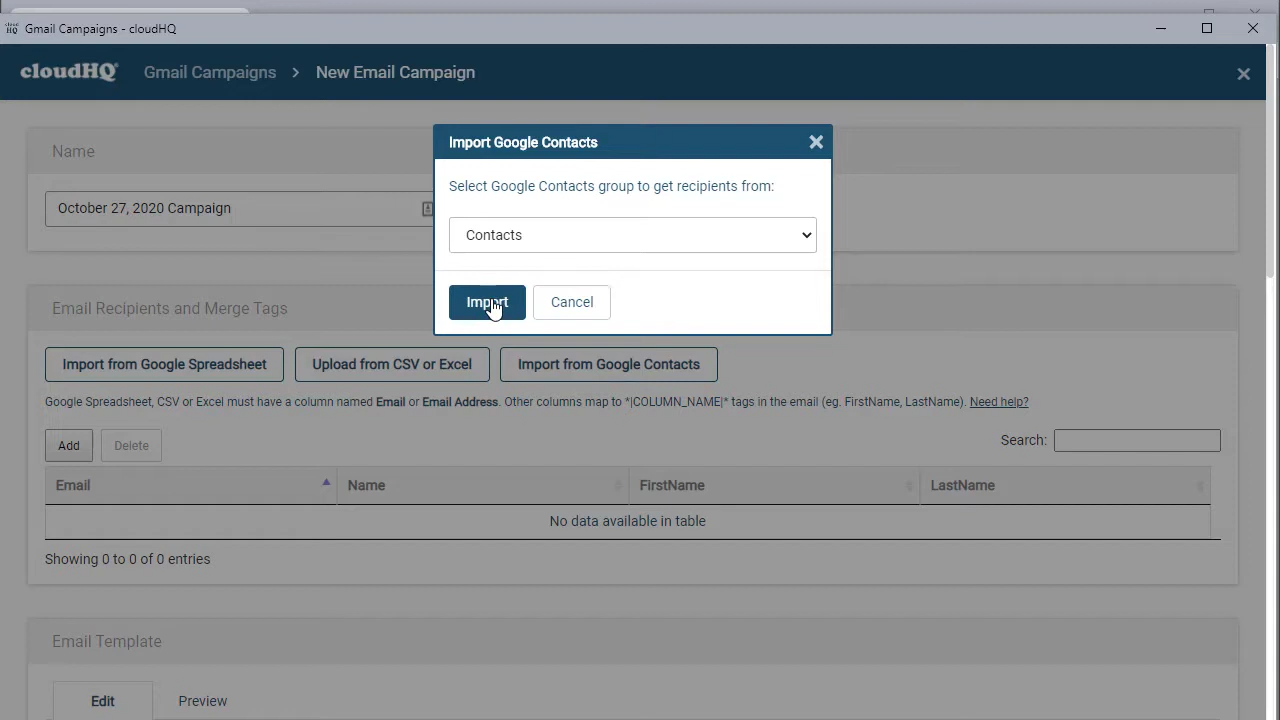 cloud HQ Gmail Campaigns - cloudHQ
cloudHQ Gmail Campaigns > New Email Campaign
Import Google Contacts
Name
Select Google Contacts group to get recipients from:
October 27, 2020 Campaign
Contacts
Import Cancel
Email Recipients and Merge Tags
Import from Google Spreadsheet Upload from CSV or Excel Import from Google Contacts
Google Spreadsheet, CSV or Excel must have a column named Email or Email Address. Other columns map to *|COLUMN_NAME|* tags in the email (eg. FirstName, LastName). Need help?
Add Delete Search:
Email Name FirstName LastName
No data available in table
Showing 0 to 0 of 0 entries
Email Template
Edit Preview